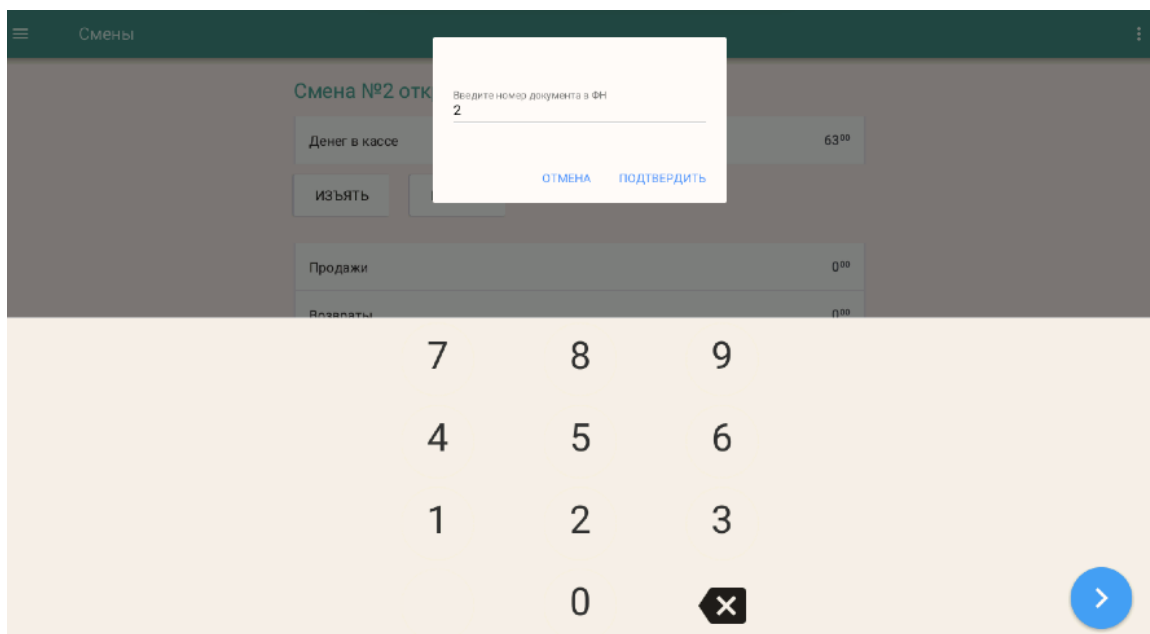 Смены
Смена №2 отк
Введите номер документа в ФН
2
Денег в кассе 63⁰⁰
ОТМЕНА ПОДТВЕРДИТЬ
ИЗЪЯТЬ
Продажи 0⁰⁰
Возвраты 0⁰⁰
7 8 9
4 5 6
1 2 3
0